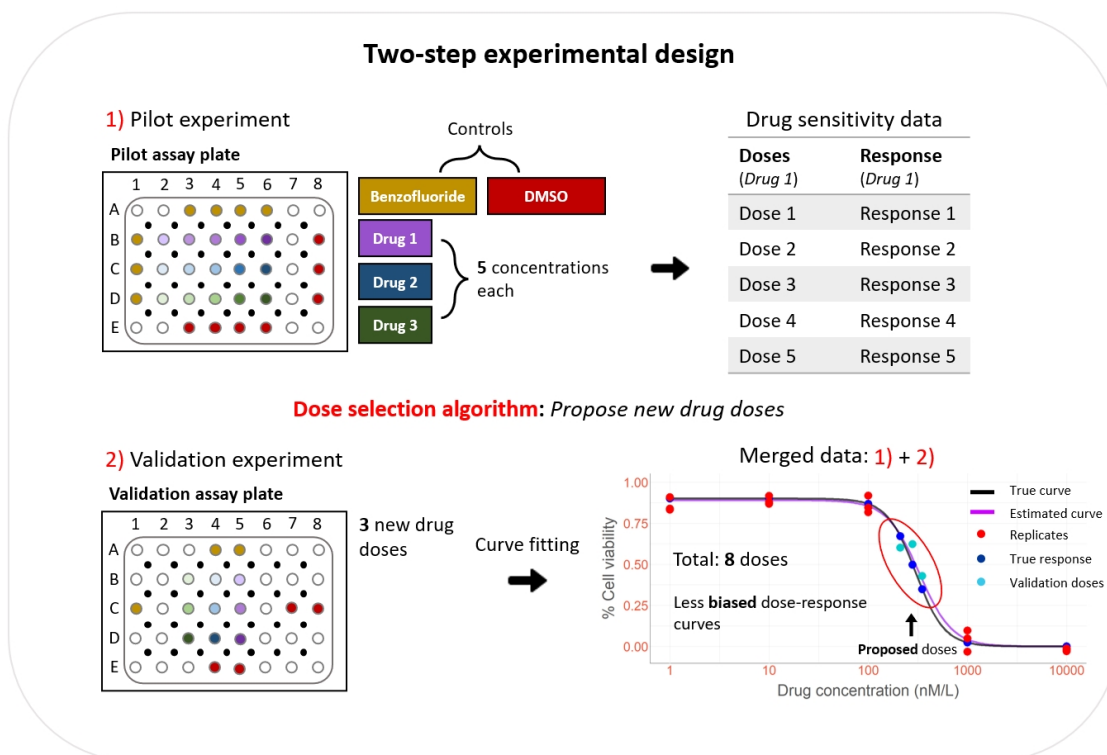 Two-step experimental design
1) Pilot experiment
Pilot assay plate
1 2 3 4 5 6 7 8
A
B
C
D
E
Controls
Benzofluoride
DMSO
Drug 1
Drug 2
Drug 3
5 concentrations
each
Drug sensitivity data
Doses Response
(Drug 1) (Drug 1)
Dose 1 Response 1
Dose 2 Response 2
Dose 3 Response 3
Dose 4 Response 4
Dose 5 Response 5
Dose selection algorithm: Propose new drug doses
2) Validation experiment
Validation assay plate
1 2 3 4 5 6 7 8
A
B
C
D
E
3 new drug
doses
Curve fitting
Merged data: 1) + 2)
% Cell viability
1.00
0.75
0.50
0.25
0.00
Total: 8 doses
Less biased dose-response
curves
Proposed doses
True curve
Estimated curve
Replicates
True response
Validation doses
1 10 100 1000 10000
Drug concentration (nM/L)